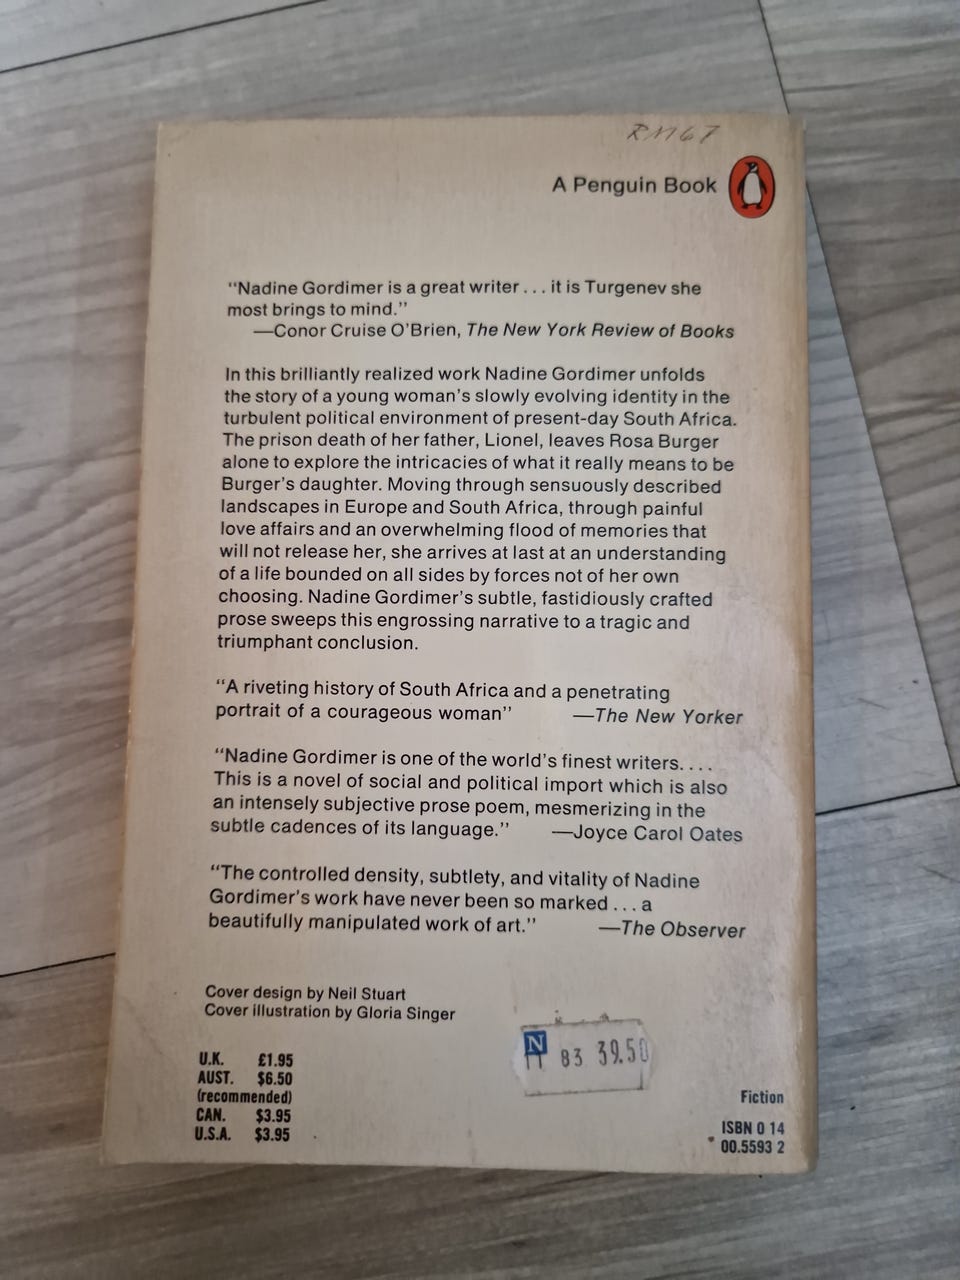 RM67
A Penguin Book
“Nadine Gordimer is a great writer . . . it is Turgenev she
most brings to mind.”
—Conor Cruise O’Brien, The New York Review of Books
In this brilliantly realized work Nadine Gordimer unfolds
the story of a young woman’s slowly evolving identity in the
turbulent political environment of present-day South Africa.
The prison death of her father, Lionel, leaves Rosa Burger
alone to explore the intricacies of what it really means to be
Burger’s daughter. Moving through sensuously described
landscapes in Europe and South Africa, through painful
love affairs and an overwhelming flood of memories that
will not release her, she arrives at last at an understanding
of a life bounded on all sides by forces not of her own
choosing. Nadine Gordimer’s subtle, fastidiously crafted
prose sweeps this engrossing narrative to a tragic and
triumphant conclusion.
“A riveting history of South Africa and a penetrating
portrait of a courageous woman” —The New Yorker
“Nadine Gordimer is one of the world’s finest writers. . . .
This is a novel of social and political import which is also
an intensely subjective prose poem, mesmerizing in the
subtle cadences of its language.” —Joyce Carol Oates
“The controlled density, subtlety, and vitality of Nadine
Gordimer’s work have never been so marked . . . a
beautifully manipulated work of art.” —The Observer
Cover design by Neil Stuart
Cover illustration by Gloria Singer
N 83 39.50
U.K. £1.95
AUST. $6.50
(recommended)
CAN. $3.95
U.S.A. $3.95
Fiction
ISBN 0 14
00.5593 2